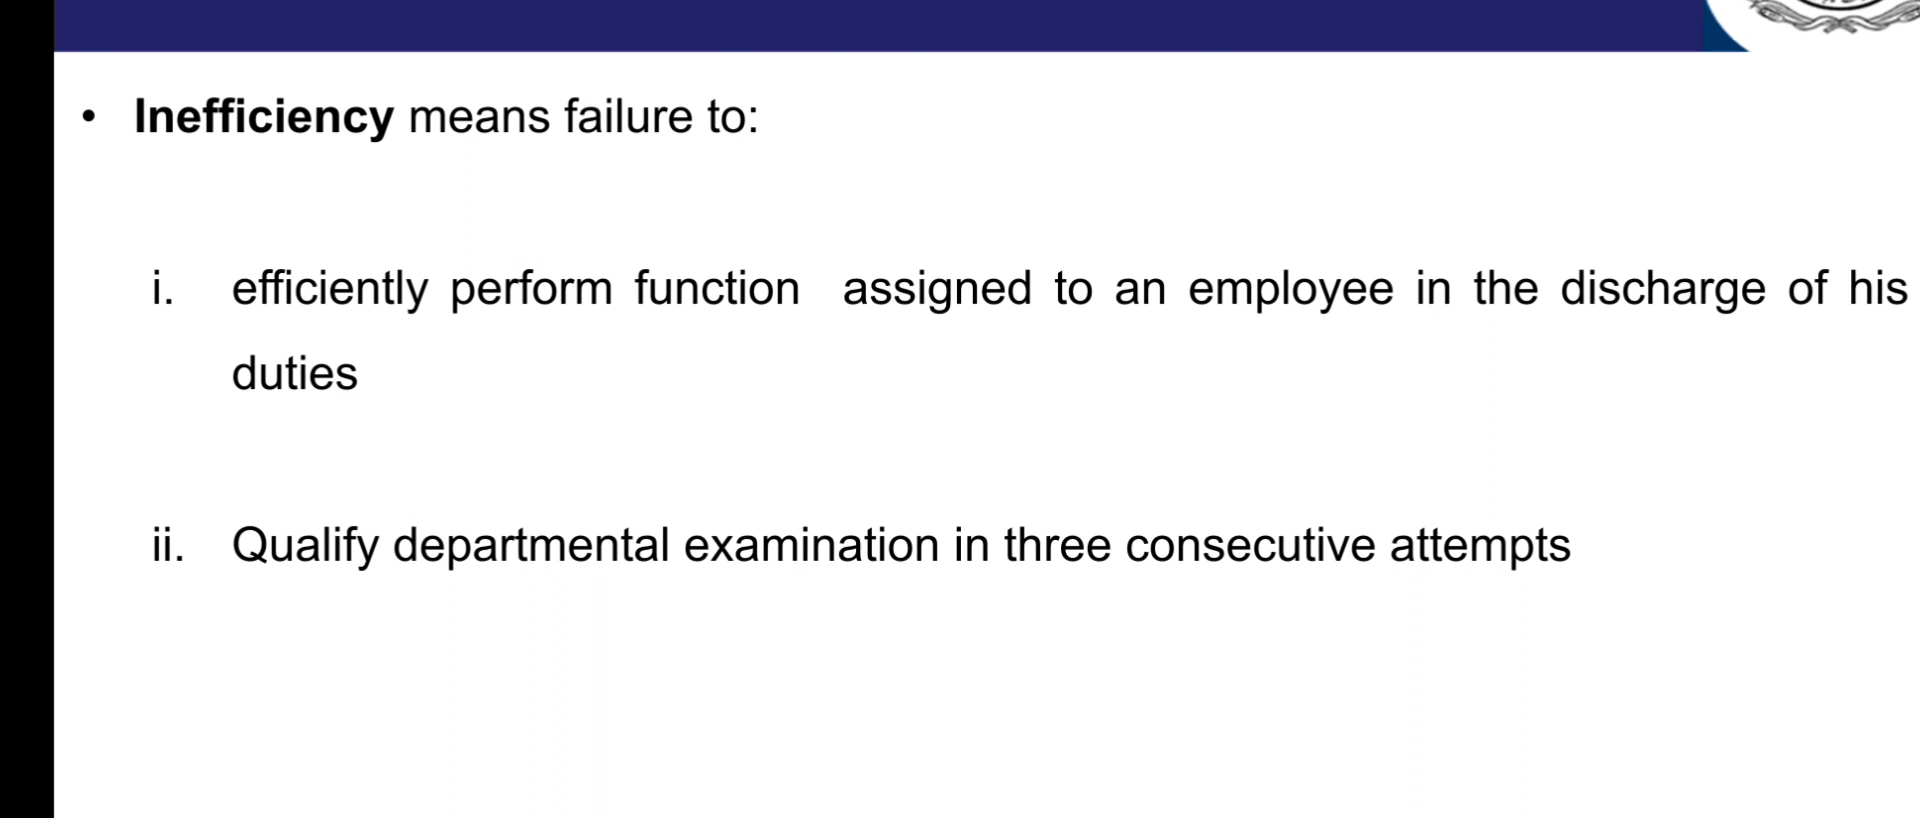 • Inefficiency means failure to:
i. efficiently perform function assigned to an employee in the discharge of his
duties
ii. Qualify departmental examination in three consecutive attempts